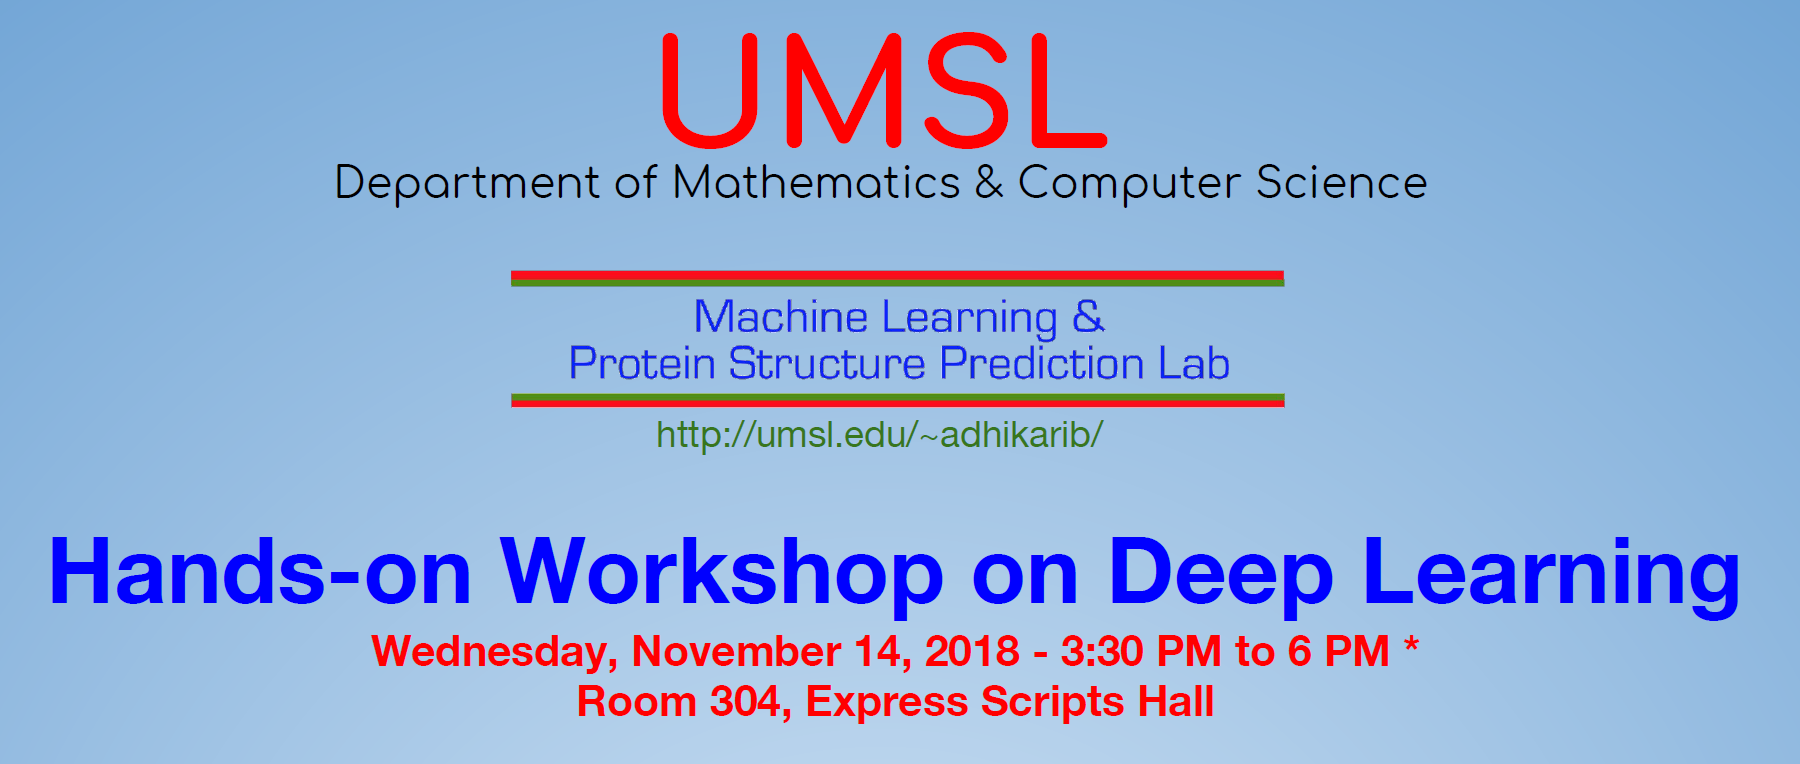 UMSL
Department of Mathematics & Computer Science
Machine Learning &
Protein Structure Prediction Lab
http://umsl.edu/~adhikarib/
Hands-on Workshop on Deep Learning
Wednesday, November 14, 2018 - 3:30 PM to 6 PM *
Room 304, Express Scripts Hall